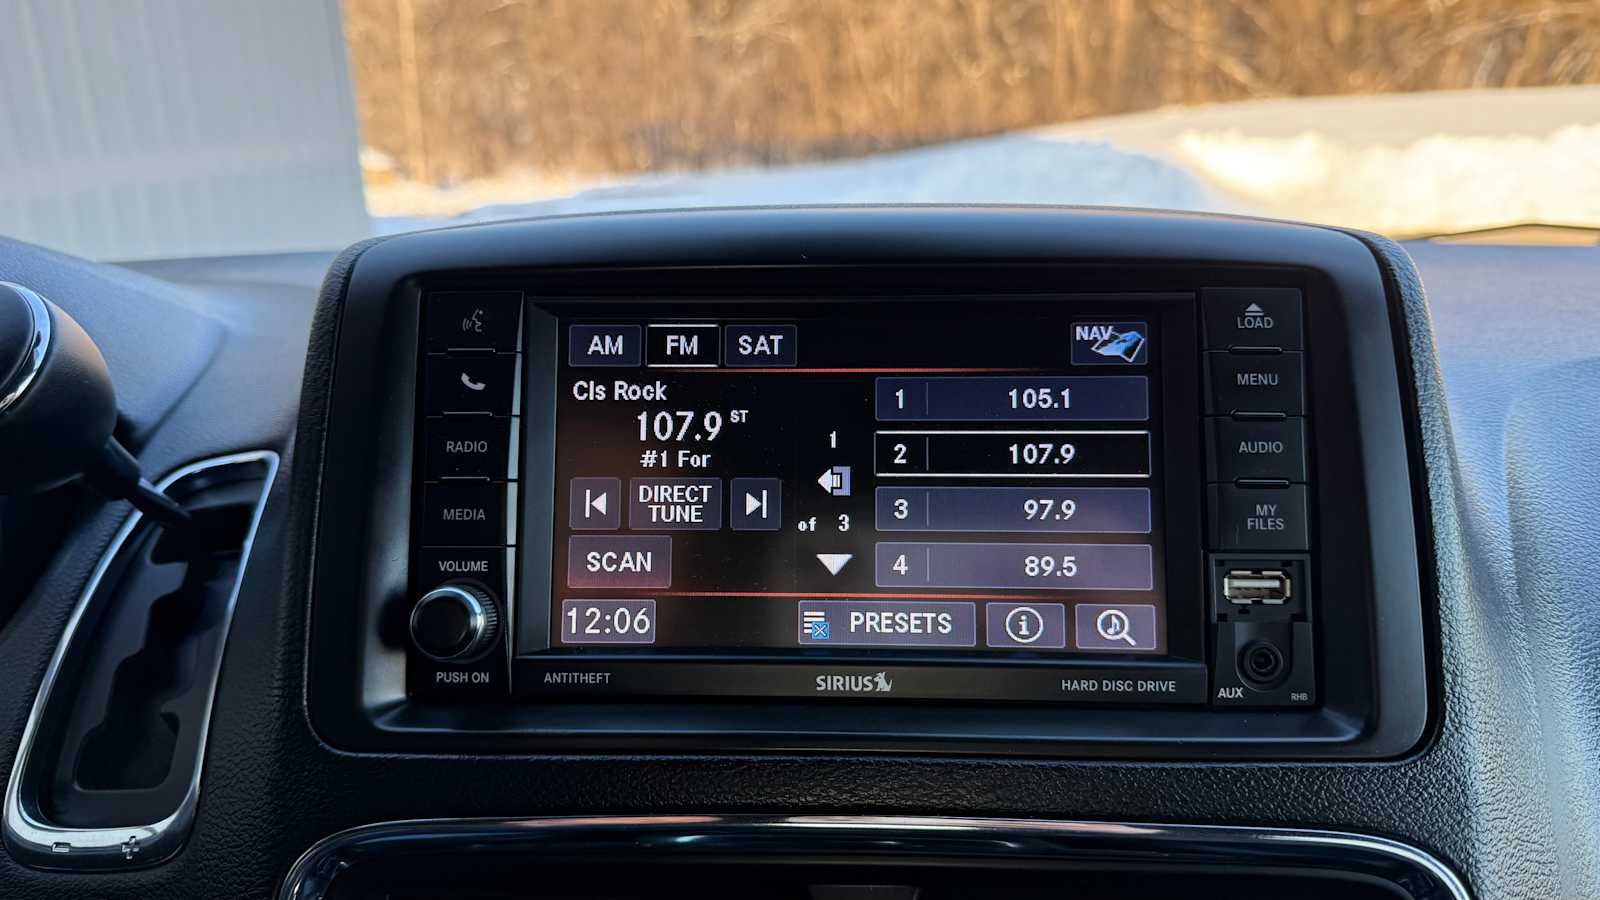 LOAD
MENU
AUDIO
MY
FILES
RADIO
MEDIA
VOLUME
PUSH ON
AM FM SAT NAV
Cls Rock
107.9 ST
#1 For
DIRECT
TUNE
SCAN
12:06
1
of 3
1 105.1
2 107.9
3 97.9
4 89.5
PRESETS
i
ANTITHEFT
SIRIUS
HARD DISC DRIVE
AUX
RHB
- +